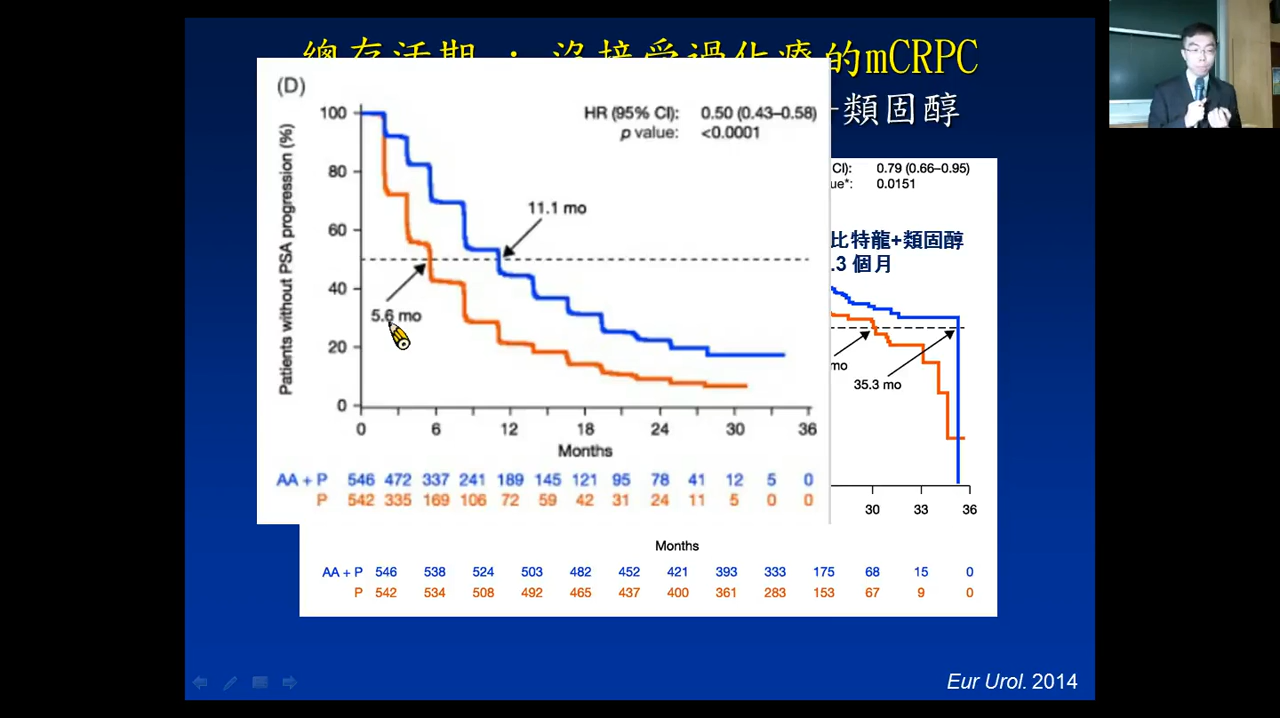 總存活期 : 沒接受過化療的mCRPC
類固醇
(D)
HR (95% CI): 0.50 (0.43–0.58)
p value: <0.0001
Patients without PSA progression (%)
100
80
60
40
20
0
11.1 mo
5.6 mo
0 6 12 18 24 30 36
Months
AA + P 546 472 337 241 189 145 121 95 78 41 12 5 0
P 542 335 169 106 72 59 42 31 24 11 5 0 0
CI): 0.79 (0.66–0.95)
ue*: 0.0151
比特龍+類固醇
.3 個月
mo
35.3 mo
30 33 36
Months
AA + P 546 538 524 503 482 452 421 393 333 175 68 15 0
P 542 534 508 492 465 437 400 361 283 153 67 9 0
Eur Urol. 2014